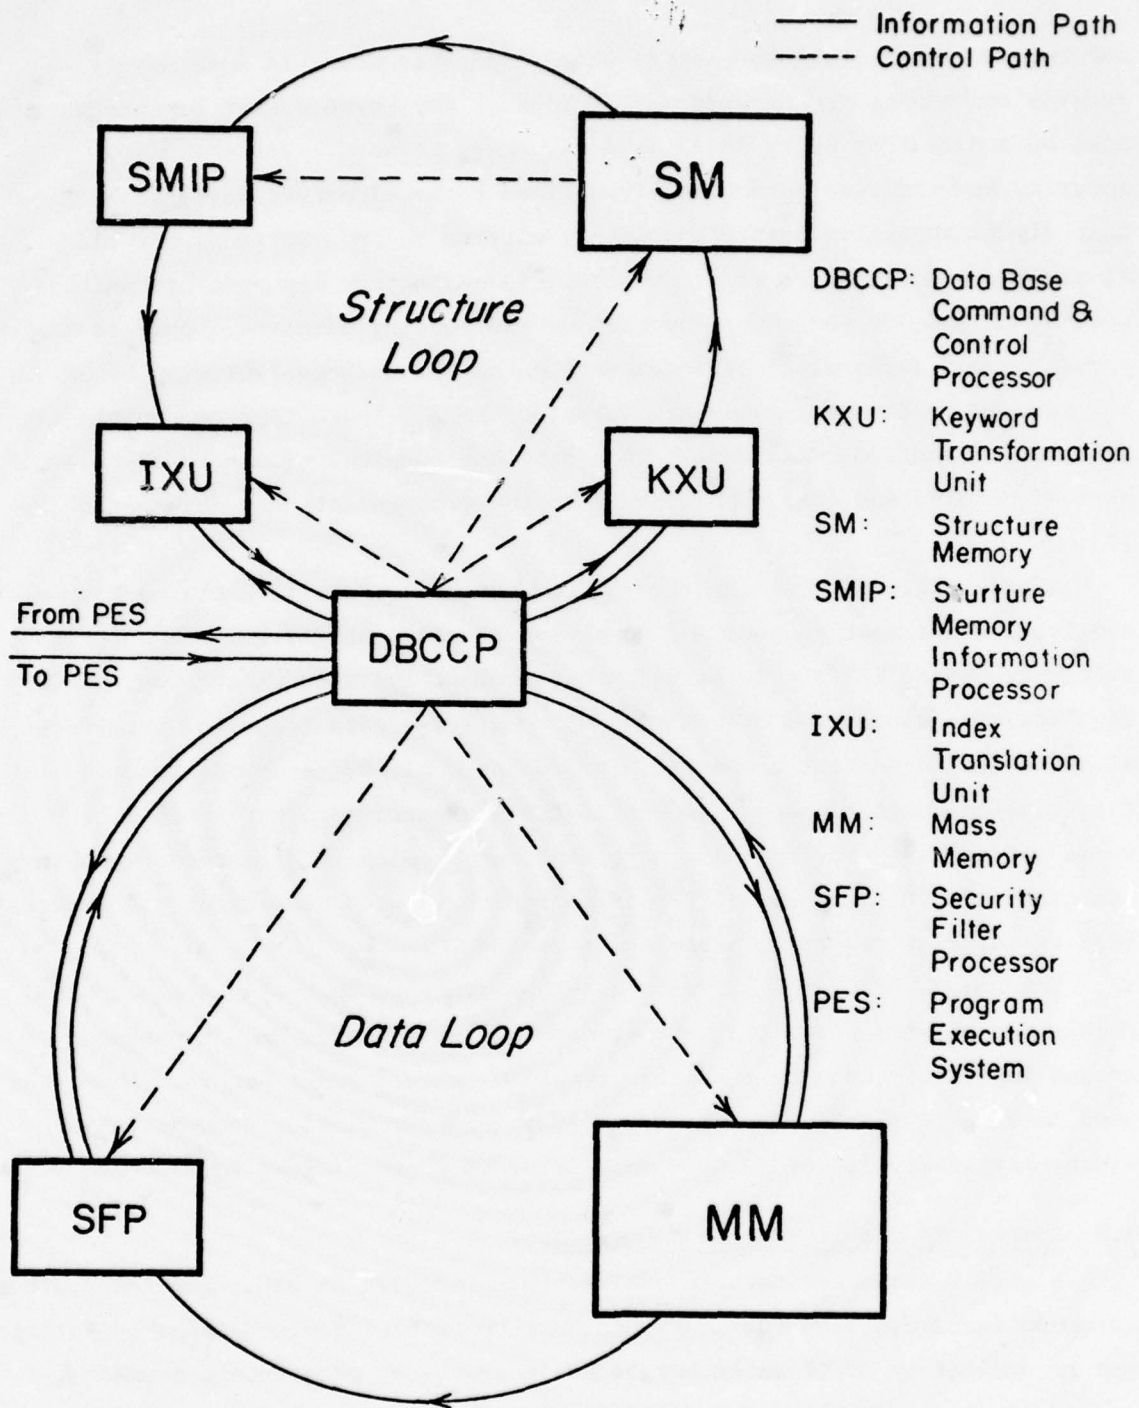 Information Path
Control Path
SMIP
SM
Structure
Loop
IXU
KXU
From PES
To PES
DBCCP
Data Loop
SFP
MM
DBCCP: Data Base
Command &
Control
Processor
KXU: Keyword
Transformation
Unit
SM: Structure
Memory
SMIP: Sturture
Memory
Information
Processor
IXU: Index
Translation
Unit
MM: Mass
Memory
SFP: Security
Filter
Processor
PES: Program
Execution
System